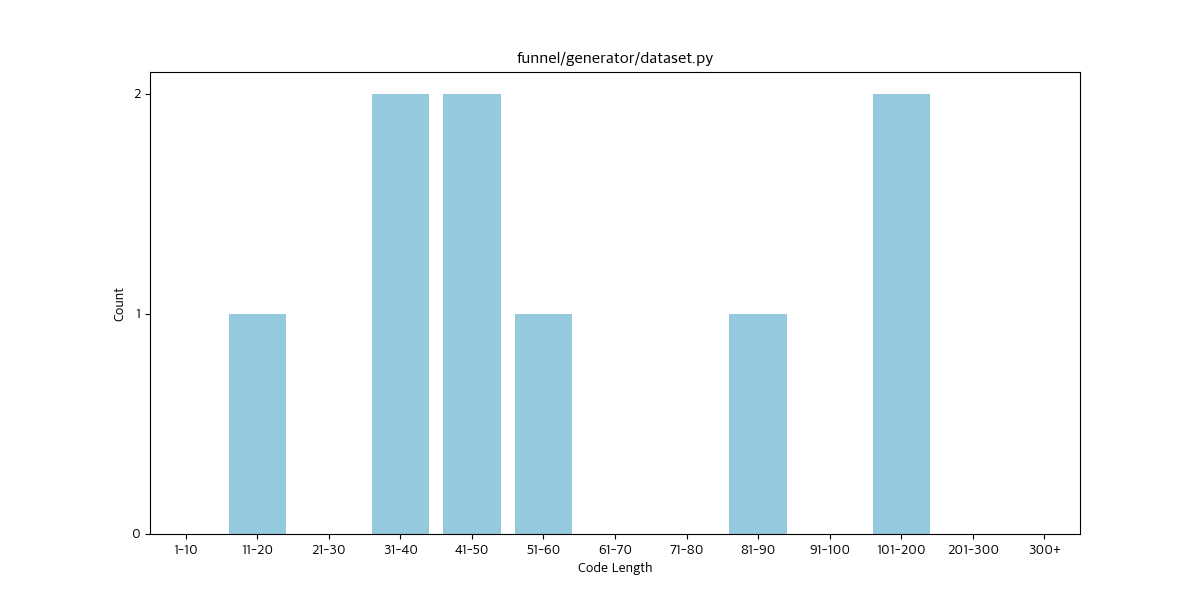 funnel/generator/dataset.py
Count
2
1
0
1-10 11-20 21-30 31-40 41-50 51-60 61-70 71-80 81-90 91-100 101-200 201-300 300+
Code Length